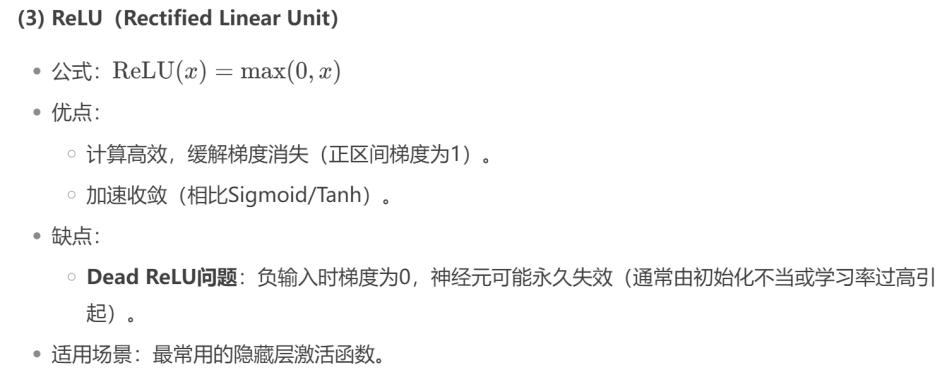 (3) ReLU（Rectified Linear Unit）
• 公式：ReLU(x) = max(0, x)
• 优点：
◦ 计算高效，缓解梯度消失（正区间梯度为1）。
◦ 加速收敛（相比Sigmoid/Tanh）。
• 缺点：
◦ Dead ReLU问题：负输入时梯度为0，神经元可能永久失效（通常由初始化不当或学习率过高引
起）。
• 适用场景：最常用的隐藏层激活函数。